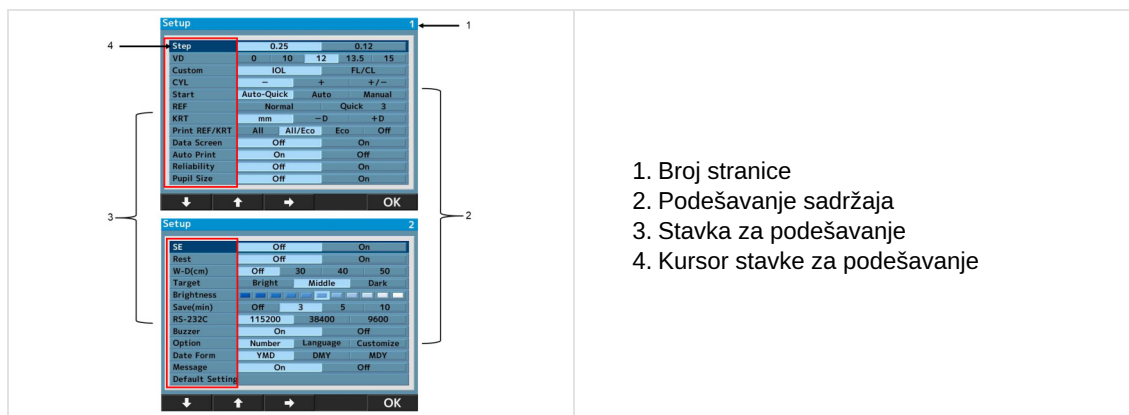 Setup 1
1
4
Step 0.25 0.12
VD 0 10 12 13.5 15
Custom IOL FL/CL
CYL − + +/−
Start Auto-Quick Auto Manual
REF Normal Quick 3
KRT mm −D +D
Print REF/KRT All All/Eco Eco Off
Data Screen Off On
Auto Print On Off
Reliability Off On
Pupil Size Off On
OK
3
2
Setup 2
SE Off On
Rest Off On
W-D(cm) Off 30 40 50
Target Bright Middle Dark
Brightness
Save(min) Off 3 5 10
RS-232C 115200 38400 9600
Buzzer On Off
Option Number Language Customize
Date Form YMD DMY MDY
Message On Off
Default Setting
OK
1. Broj stranice
2. Podešavanje sadržaja
3. Stavka za podešavanje
4. Kursor stavke za podešavanje